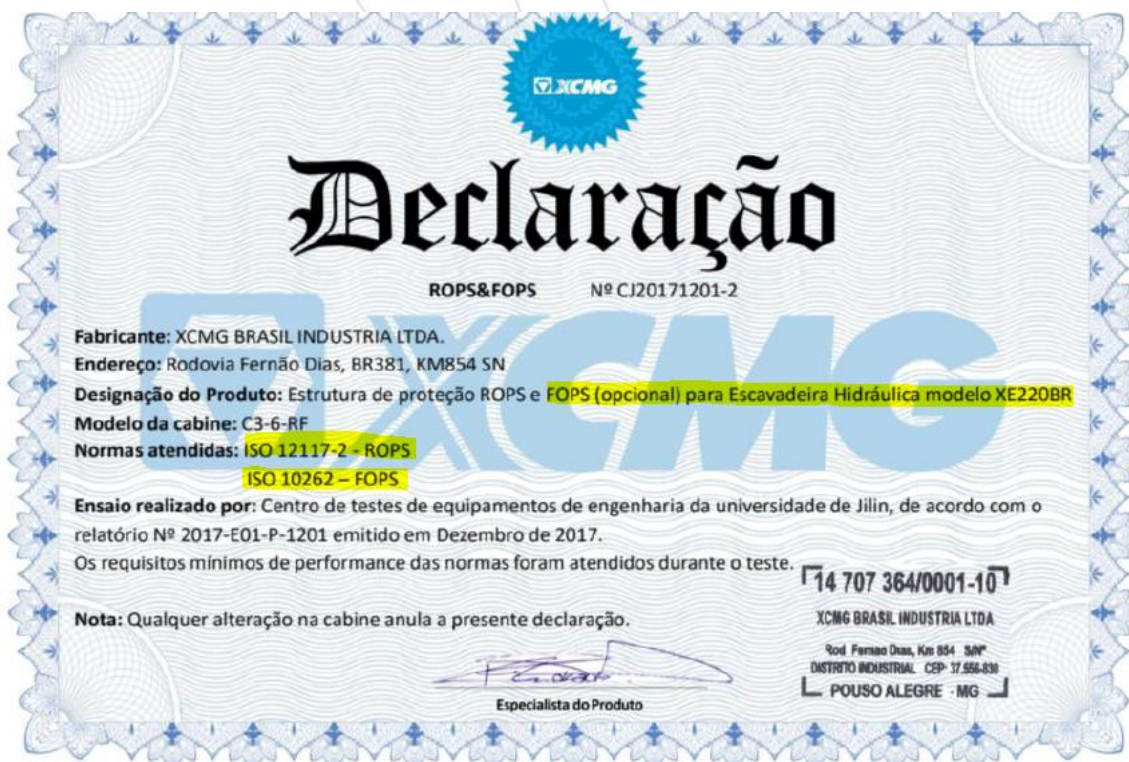 XCMG
Declaração
ROPS&FOPS Nº CJ20171201-2
Fabricante: XCMG BRASIL INDUSTRIA LTDA.
Endereço: Rodovia Fernão Dias, BR381, KM854 SN
Designação do Produto: Estrutura de proteção ROPS e FOPS (opcional) para Escavadeira Hidráulica modelo XE220BR
Modelo da cabine: C3-6-RF
Normas atendidas: ISO 12117-2 - ROPS
ISO 10262 – FOPS
XCMG
Ensaio realizado por: Centro de testes de equipamentos de engenharia da universidade de Jilin, de acordo com o
relatório Nº 2017-E01-P-1201 emitido em Dezembro de 2017.
Os requisitos mínimos de performance das normas foram atendidos durante o teste.
Nota: Qualquer alteração na cabine anula a presente declaração.
Especialista do Produto
14 707 364/0001-10
XCMG BRASIL INDUSTRIA LTDA
Rod Fernao Dias, Km 854 S/Nº
DISTRITO INDUSTRIAL CEP- 37.556-830
POUSO ALEGRE - MG